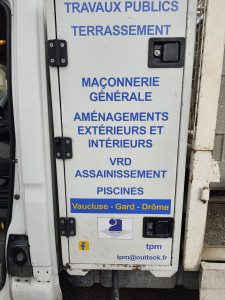 TRAVAUX PUBLICS
TERRASSEMENT
MAÇONNERIE
GÉNÉRALE
AMÉNAGEMENTS
EXTÉRIEURS ET
INTÉRIEURS
VRD
ASSAINISSEMENT
PISCINES
Vaucluse - Gard - Drôme
tpm
tpm@outlook.fr